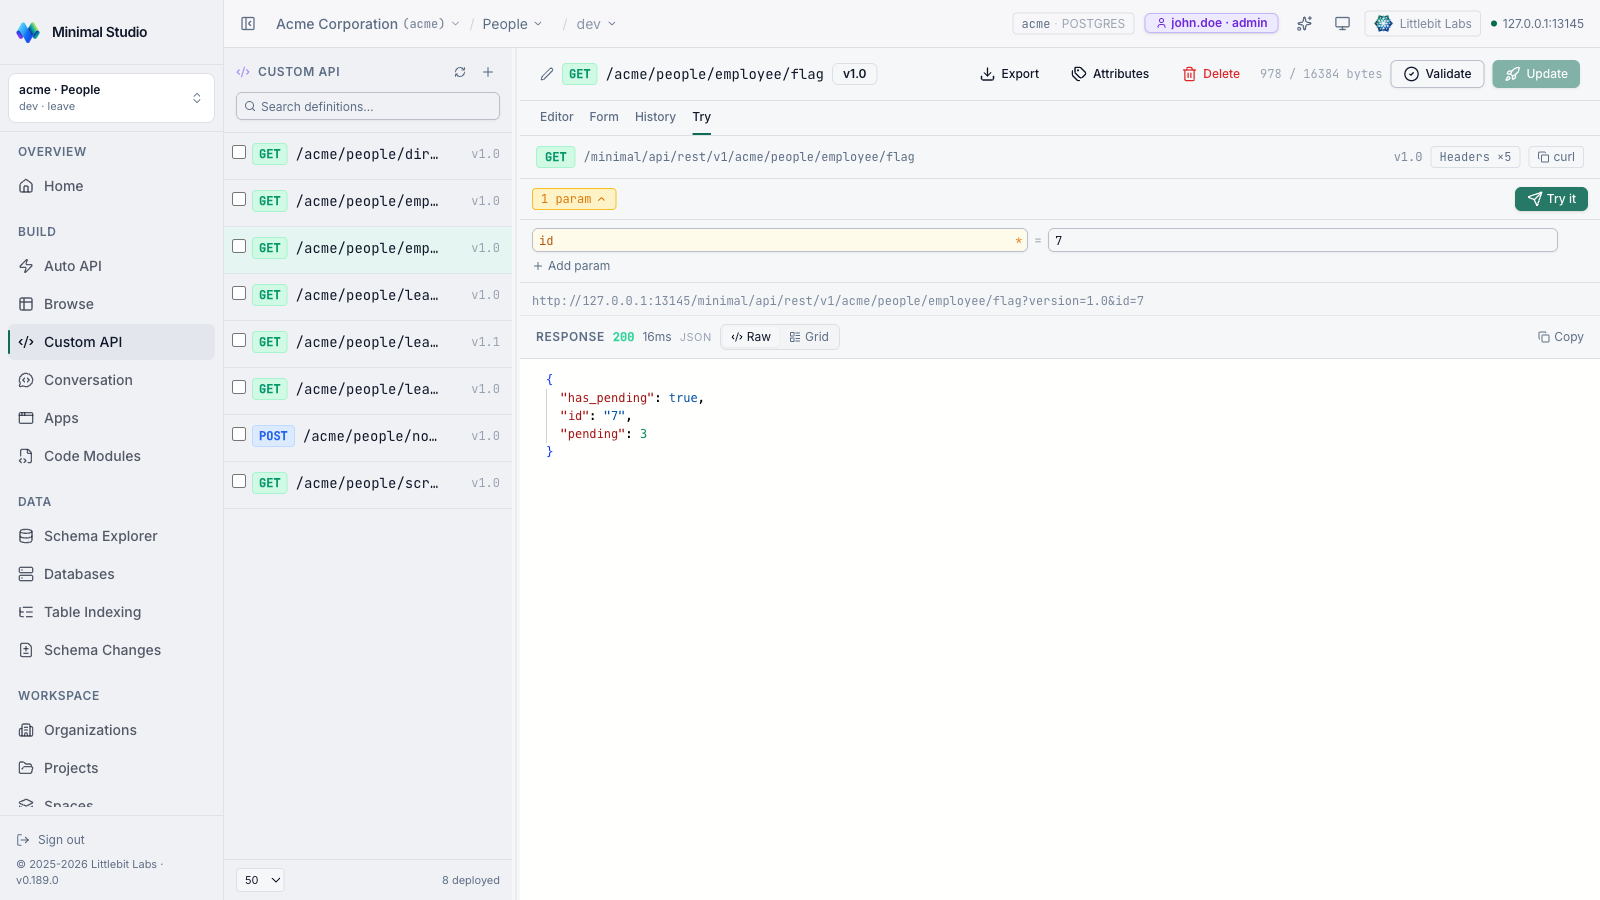 Minimal Studio
Acme Corporation (acme) / People / dev
acme · POSTGRES
john.doe · admin
Littlebit Labs
127.0.0.1:13145
acme · People
dev · leave
OVERVIEW
Home
BUILD
Auto API
Browse
Custom API
Conversation
Apps
Code Modules
DATA
Schema Explorer
Databases
Table Indexing
Schema Changes
WORKSPACE
Organizations
Projects
Spaces
Sign out
© 2025-2026 Littlebit Labs ·
v0.189.0
CUSTOM API
Search definitions...
GET /acme/people/dir… v1.0
GET /acme/people/emp… v1.0
GET /acme/people/emp… v1.0
GET /acme/people/lea… v1.0
GET /acme/people/lea… v1.1
GET /acme/people/lea… v1.0
POST /acme/people/no… v1.0
GET /acme/people/scr… v1.0
50
8 deployed
GET /acme/people/employee/flag v1.0
Export
Attributes
Delete
978 / 16384 bytes
Validate
Update
Editor Form History Try
GET /minimal/api/rest/v1/acme/people/employee/flag
v1.0 Headers ×5 curl
1 param
Try it
id * = 7
+ Add param
http://127.0.0.1:13145/minimal/api/rest/v1/acme/people/employee/flag?version=1.0&id=7
RESPONSE 200 16ms JSON Raw Grid
Copy
{
"has_pending": true,
"id": "7",
"pending": 3
}